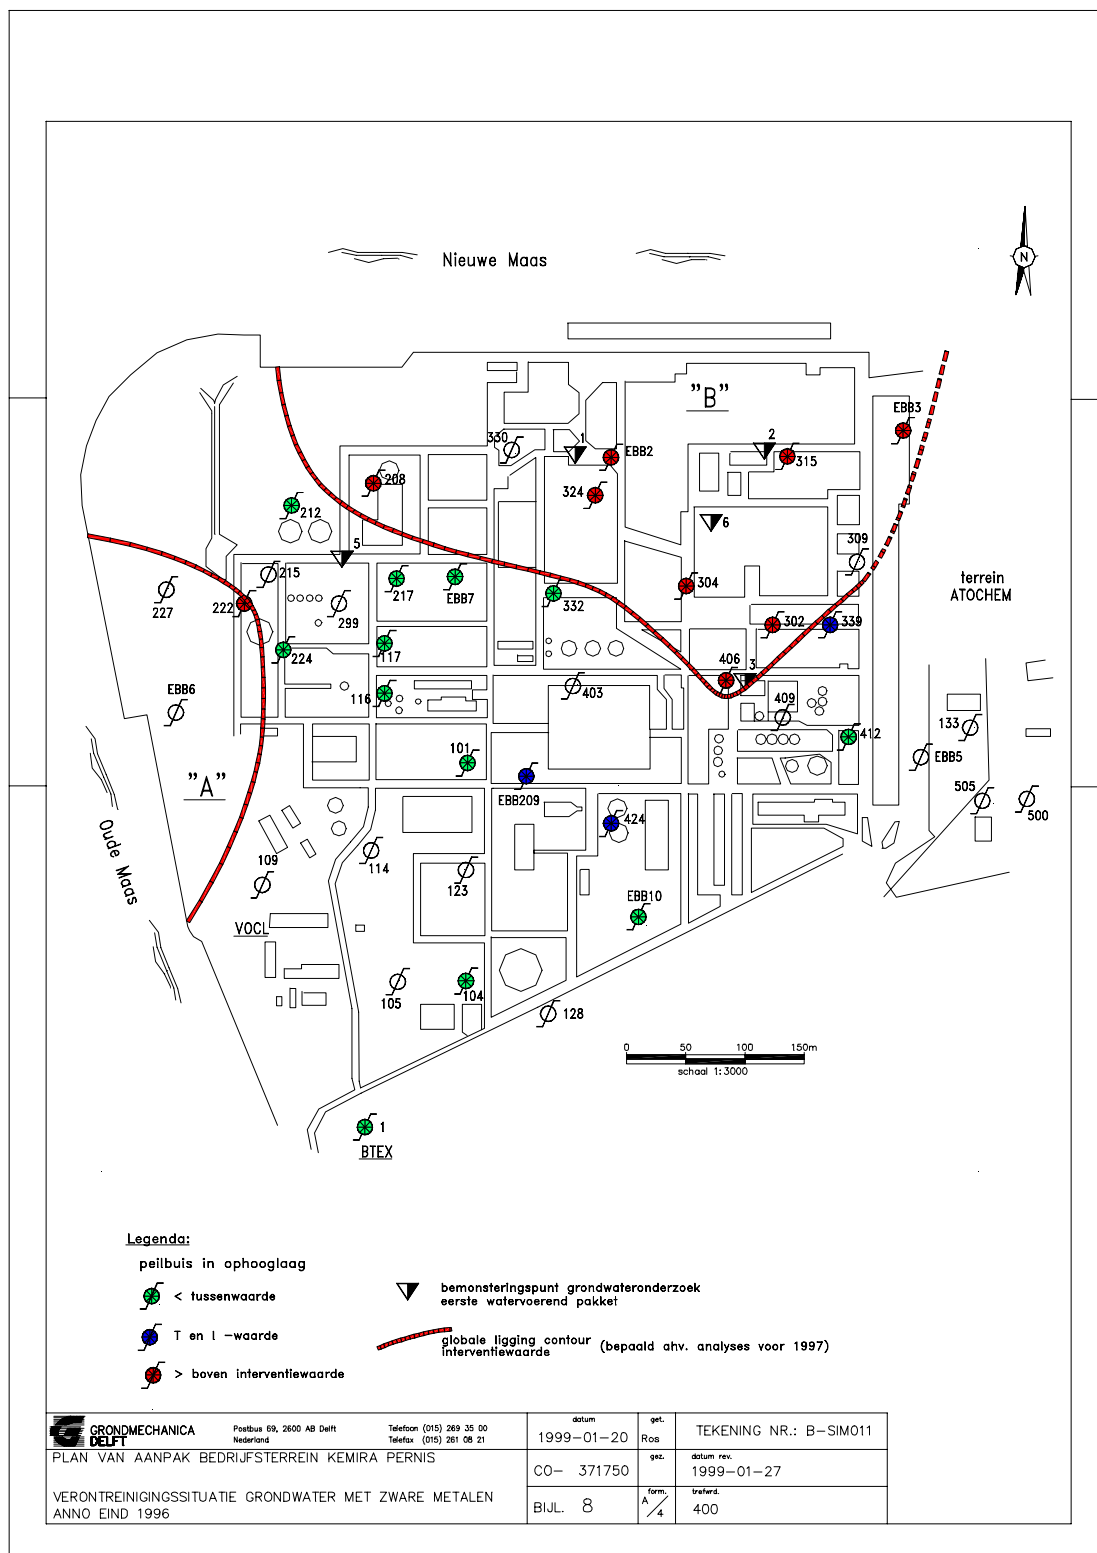 Nieuwe Maas
N
"B"
EBB3
330
1
2
EBB2
315
208
324
212
6
5
309
215
terrein
ATOCHEM
217
EBB7
304
227
222
299
332
302
339
117
224
406
3
EBB6
116
403
409
133
412
101
EBB5
"A"
EBB209
505
500
424
Oude Maas
109
114
123
EBB10
VOCL
105
104
128
0 50 100 150m
schaal 1:3000
1
BTEX
Legenda:
peilbuis in ophooglaag
< tussenwaarde
T en I -waarde
> boven interventiewaarde
bemonsteringspunt grondwateronderzoek
eerste watervoerend pakket
globale ligging contour (bepaald ahv. analyses voor 1997)
interventiewaarde
GRONDMECHANICA
DELFT
Postbus 69, 2600 AB Delft
Nederland
Telefoon (015) 269 35 00
Telefax (015) 261 08 21
datum
1999-01-20
get.
Ros
TEKENING NR.: B-SIM011
PLAN VAN AANPAK BEDRIJFSTERREIN KEMIRA PERNIS
CO- 371750
gez.
datum rev.
1999-01-27
VERONTREINIGINGSSITUATIE GRONDWATER MET ZWARE METALEN
ANNO EIND 1996
BIJL. 8
form.
A/4
trefwrd.
400